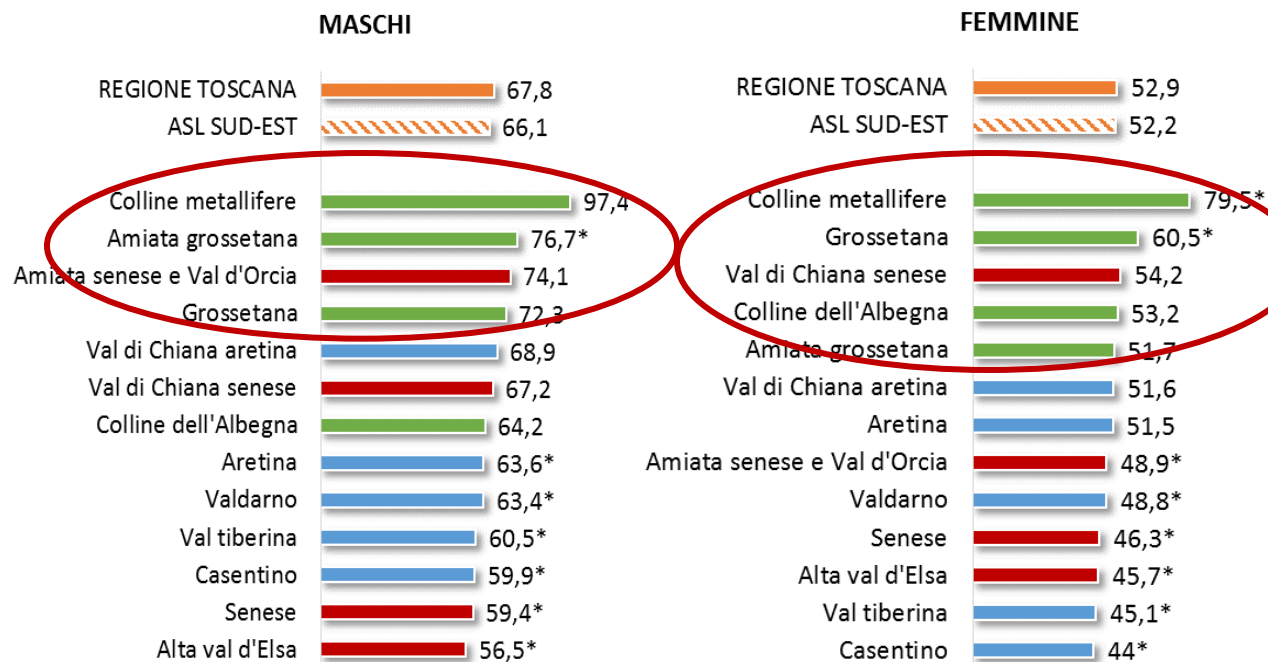 MASCHI
REGIONE TOSCANA 67,8
ASL SUD-EST 66,1
Colline metallifere 97,4
Amiata grossetana 76,7*
Amiata senese e Val d'Orcia 74,1
Grossetana 72,3
Val di Chiana aretina 68,9
Val di Chiana senese 67,2
Colline dell'Albegna 64,2
Aretina 63,6*
Valdarno 63,4*
Val tiberina 60,5*
Casentino 59,9*
Senese 59,4*
Alta val d'Elsa 56,5*
FEMMINE
REGIONE TOSCANA 52,9
ASL SUD-EST 52,2
Colline metallifere 79,5*
Grossetana 60,5*
Val di Chiana senese 54,2
Colline dell'Albegna 53,2
Amiata grossetana 51,7
Val di Chiana aretina 51,6
Aretina 51,5
Amiata senese e Val d'Orcia 48,9*
Valdarno 48,8*
Senese 46,3*
Alta val d'Elsa 45,7*
Val tiberina 45,1*
Casentino 44*